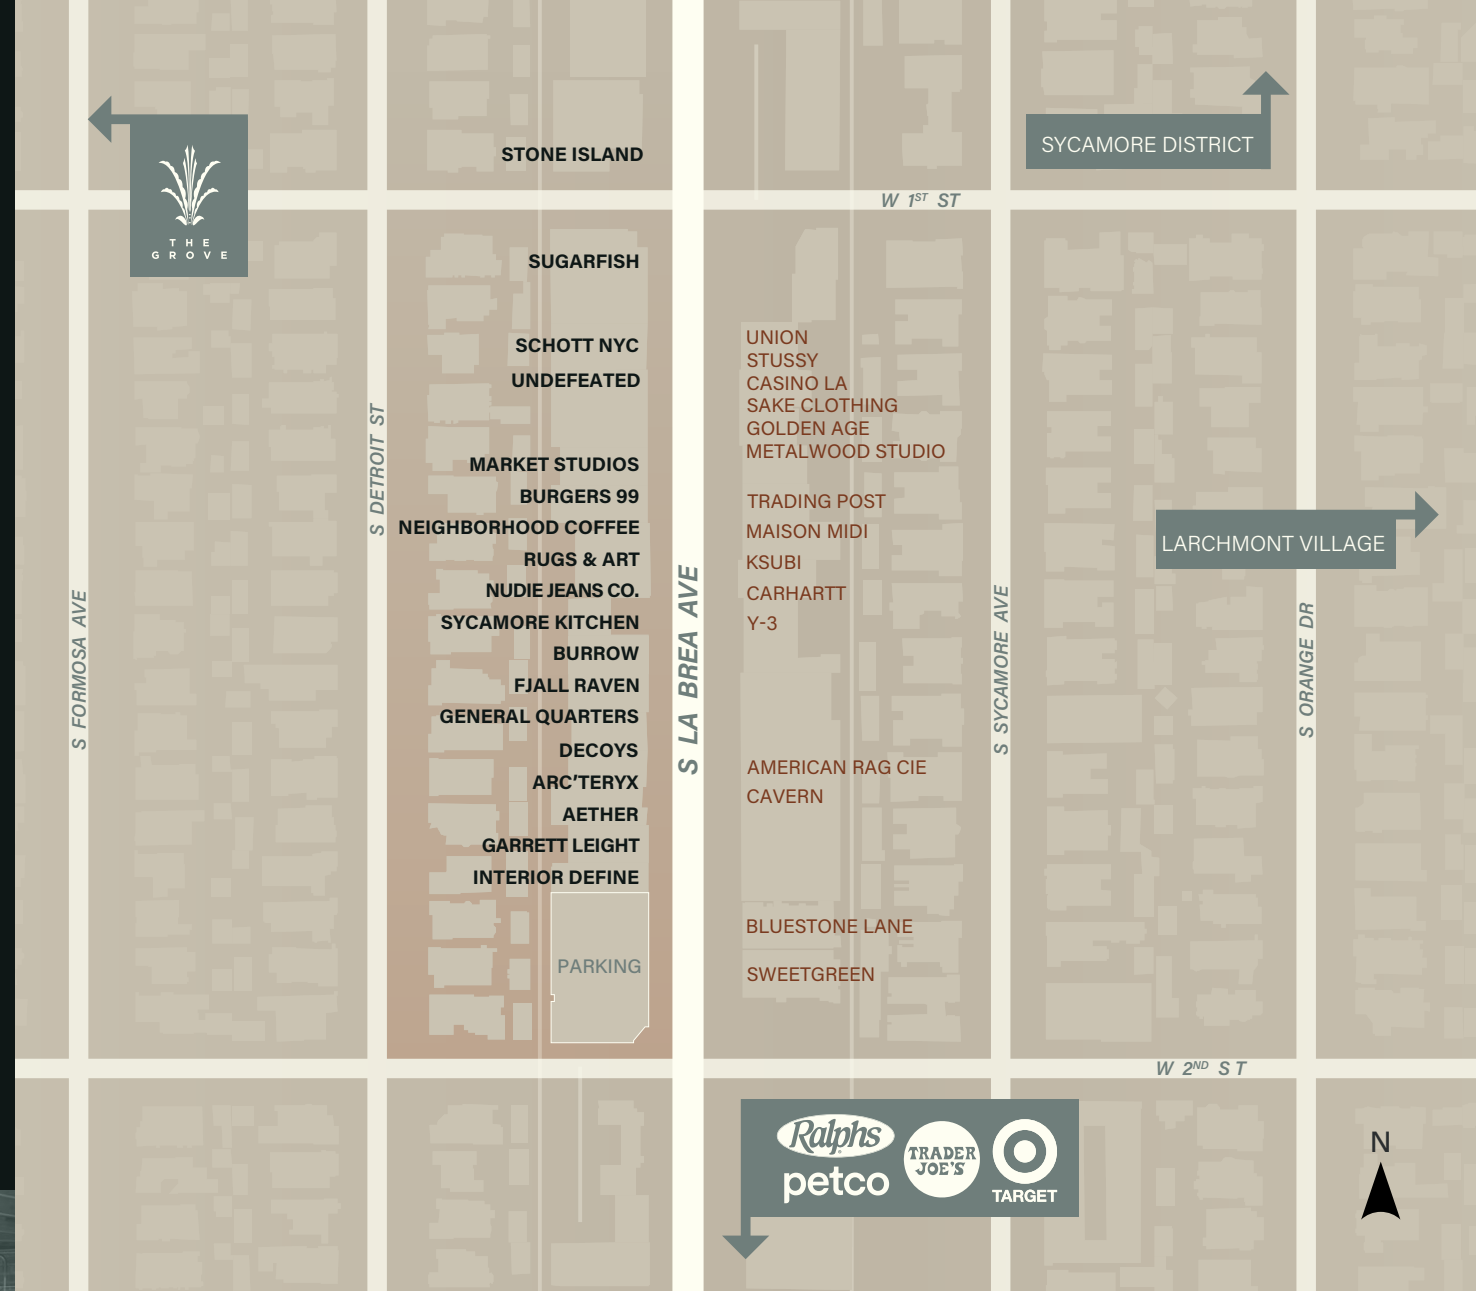 STONE ISLAND
SYCAMORE DISTRICT
W 1ST ST
THE
GROVE
SUGARFISH
SCHOTT NYC
UNDEFEATED
MARKET STUDIOS
BURGERS 99
NEIGHBORHOOD COFFEE
RUGS & ART
NUDIE JEANS CO.
SYCAMORE KITCHEN
BURROW
FJALL RAVEN
GENERAL QUARTERS
DECOYS
ARC'TERYX
AETHER
GARRETT LEIGHT
INTERIOR DEFINE
PARKING
UNION
STUSSY
CASINO LA
SAKE CLOTHING
GOLDEN AGE
METALWOOD STUDIO
TRADING POST
MAISON MIDI
KSUBI
CARHARTT
Y-3
AMERICAN RAG CIE
CAVERN
BLUESTONE LANE
SWEETGREEN
LARCHMONT VILLAGE
S FORMOSA AVE
S DETROIT ST
S LA BREA AVE
S SYCAMORE AVE
S ORANGE DR
W 2ND ST
Ralphs
petco
TRADER
JOE'S
TARGET
N